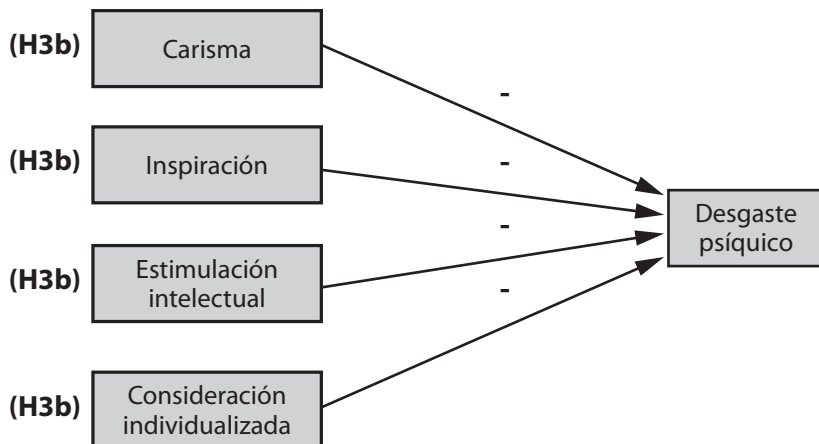 (H3b) Carisma
-
(H3b) Inspiración
-
Desgaste
psíquico
-
(H3b) Estimulación
intelectual
-
(H3b) Consideración
individualizada